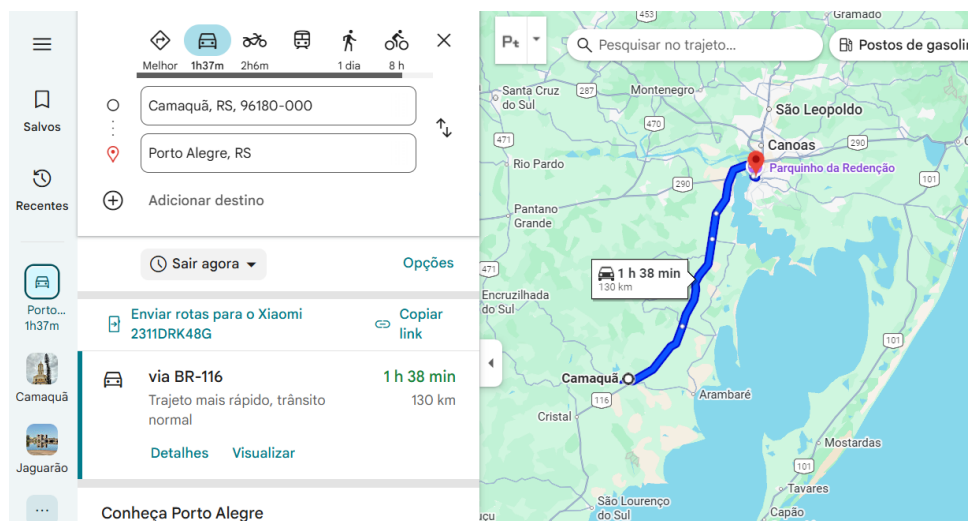 Melhor
1h37m
2h6m
1 dia
8 h
Salvos
Recentes
Porto...
1h37m
Camaquã
Jaguarão
...
Camaquã, RS, 96180-000
Porto Alegre, RS
Adicionar destino
Sair agora
Opções
Enviar rotas para o Xiaomi
2311DRK48G
Copiar
link
via BR-116
1 h 38 min
Trajeto mais rápido, trânsito
normal
130 km
Detalhes
Visualizar
Conheça Porto Alegre
Pt
Pesquisar no trajeto...
Postos de gasolin
453
Gramado
Santa Cruz
do Sul
287
Montenegro
São Leopoldo
470
471
Canoas
290
Rio Pardo
Parquinho da Redenção
290
101
Pantano
Grande
471
1 h 38 min
130 km
Encruzilhada
do Sul
101
Camaquã
116
Arambaré
Cristal
Mostardas
101
Tavares
São Lourenço
do Sul
Capão